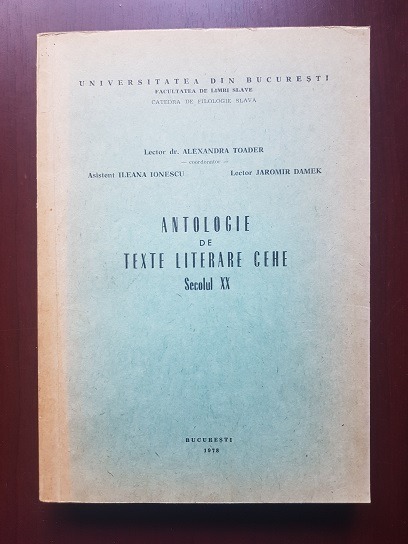 UNIVERSITATEA DIN BUCUREŞTI
FACULTATEA DE LIMBI SLAVE
CATEDRA DE FILOLOGIE SLAVA
Lector dr. ALEXANDRA TOADER
— coordonator —
Asistent ILEANA IONESCU
Lector JAROMIR DAMEK
ANTOLOGIE
DE
TEXTE LITERARE CEHE
Secolul XX
BUCUREŞTI
1978